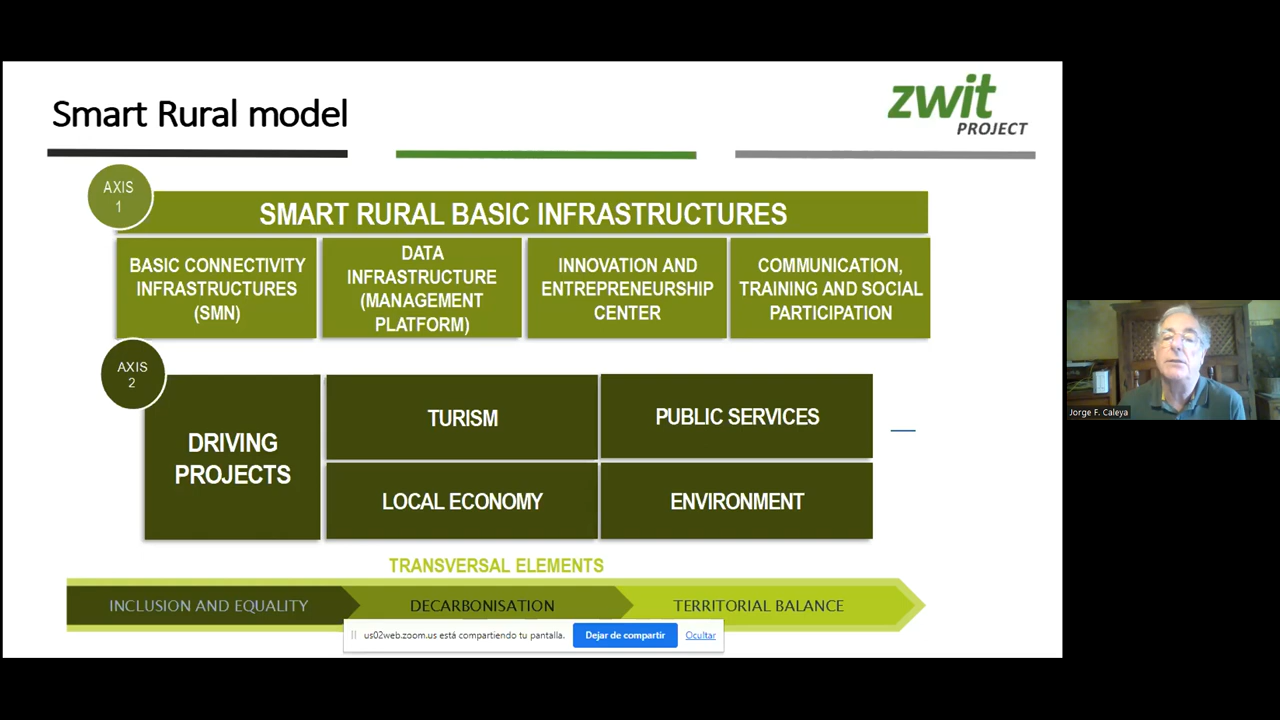 Smart Rural model
zwit
PROJECT
AXIS
1
SMART RURAL BASIC INFRASTRUCTURES
BASIC CONNECTIVITY
INFRASTRUCTURES
(SMN)
DATA
INFRASTRUCTURE
(MANAGEMENT
PLATFORM)
INNOVATION AND
ENTREPRENEURSHIP
CENTER
COMMUNICATION,
TRAINING AND SOCIAL
PARTICIPATION
AXIS
2
DRIVING
PROJECTS
TURISM
PUBLIC SERVICES
LOCAL ECONOMY
ENVIRONMENT
TRANSVERSAL ELEMENTS
INCLUSION AND EQUALITY
DECARBONISATION
TERRITORIAL BALANCE
us02web.zoom.us está compartiendo tu pantalla.
Dejar de compartir
Ocultar
Jorge F. Caleya